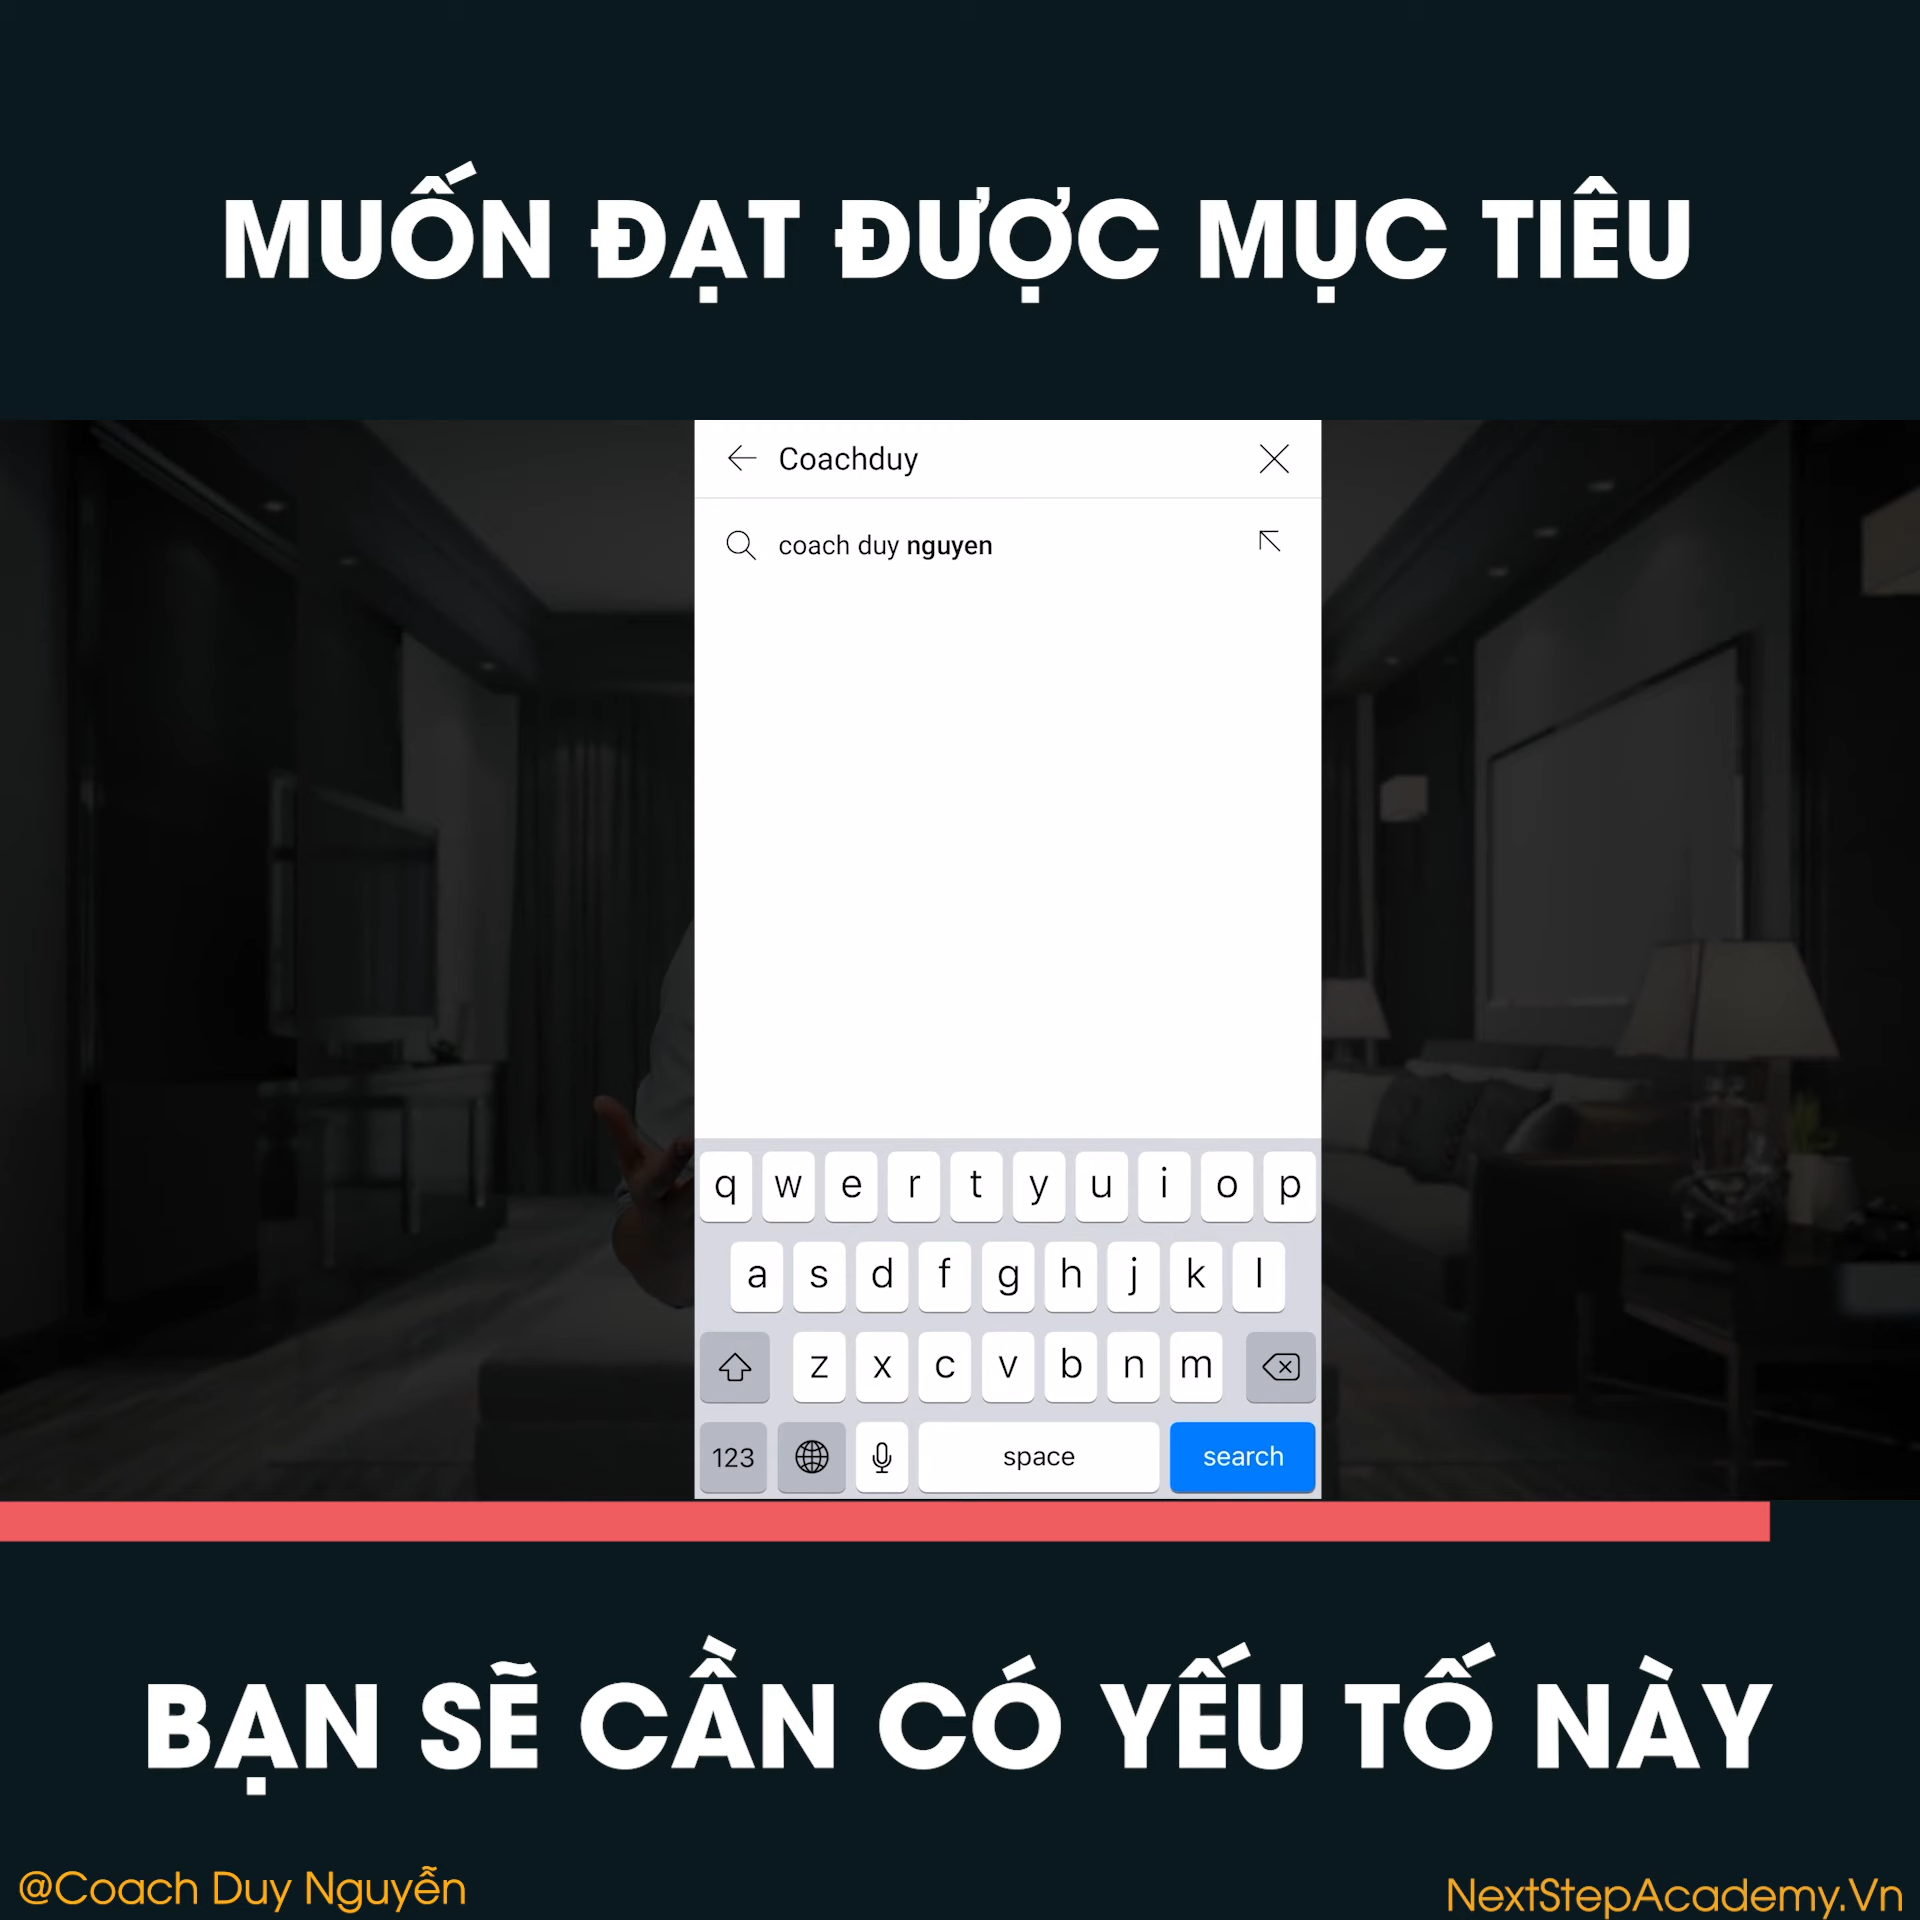 MUỐN ĐẠT ĐƯỢC MỤC TIÊU
Coachduy
coach duy nguyen
q w e r t y u i o p
a s d f g h j k l
z x c v b n m
123 space search
BẠN SẼ CẦN CÓ YẾU TỐ NÀY
@Coach Duy Nguyễn
NextStepAcademy.Vn